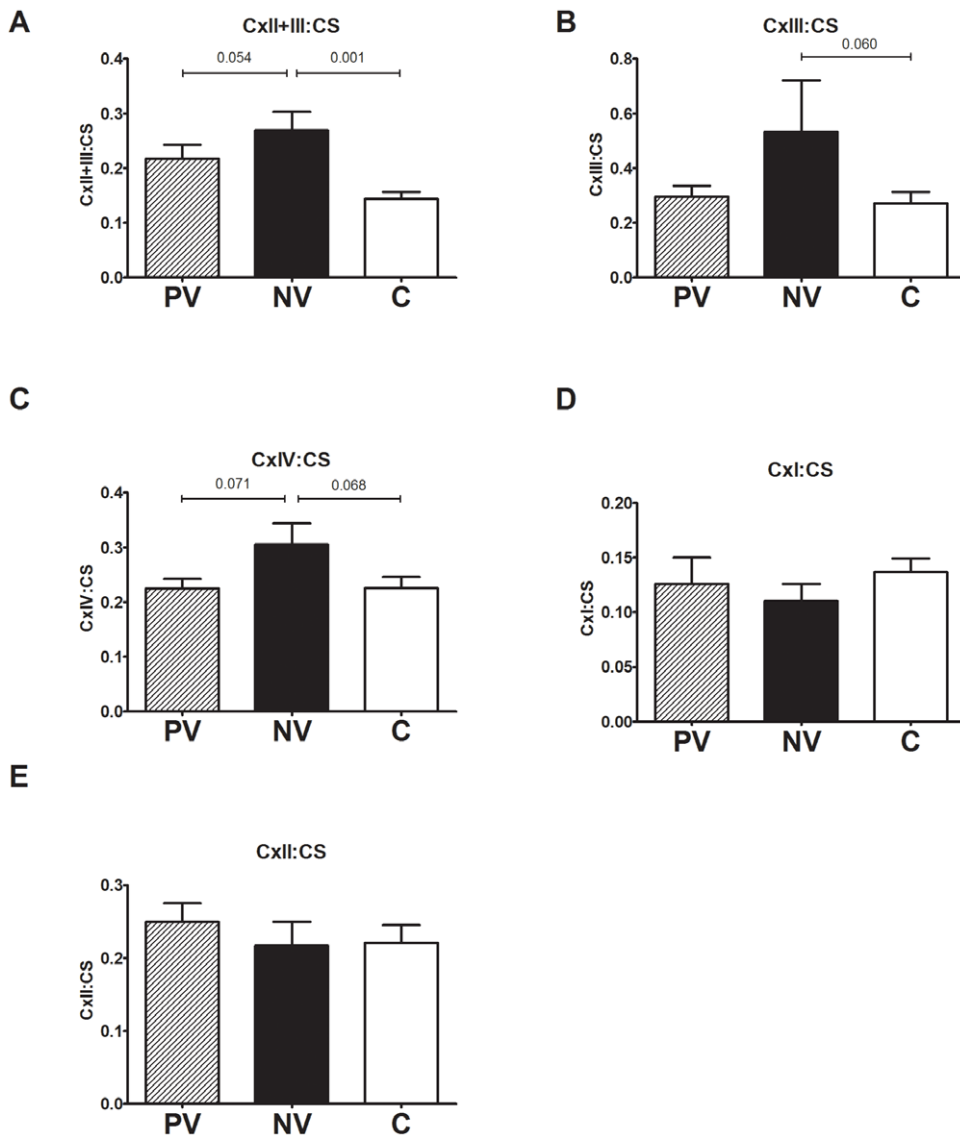 A
CxII+III:CS
0.054 0.001
CxII+III:CS
0.4
0.3
0.2
0.1
0.0
PV NV C
B
CxIII:CS
0.060
CxIII:CS
0.8
0.6
0.4
0.2
0.0
PV NV C
C
CxIV:CS
0.071 0.068
CxIV:CS
0.4
0.3
0.2
0.1
0.0
PV NV C
D
CxI:CS
CxI:CS
0.20
0.15
0.10
0.05
0.00
PV NV C
E
CxII:CS
CxII:CS
0.3
0.2
0.1
0.0
PV NV C